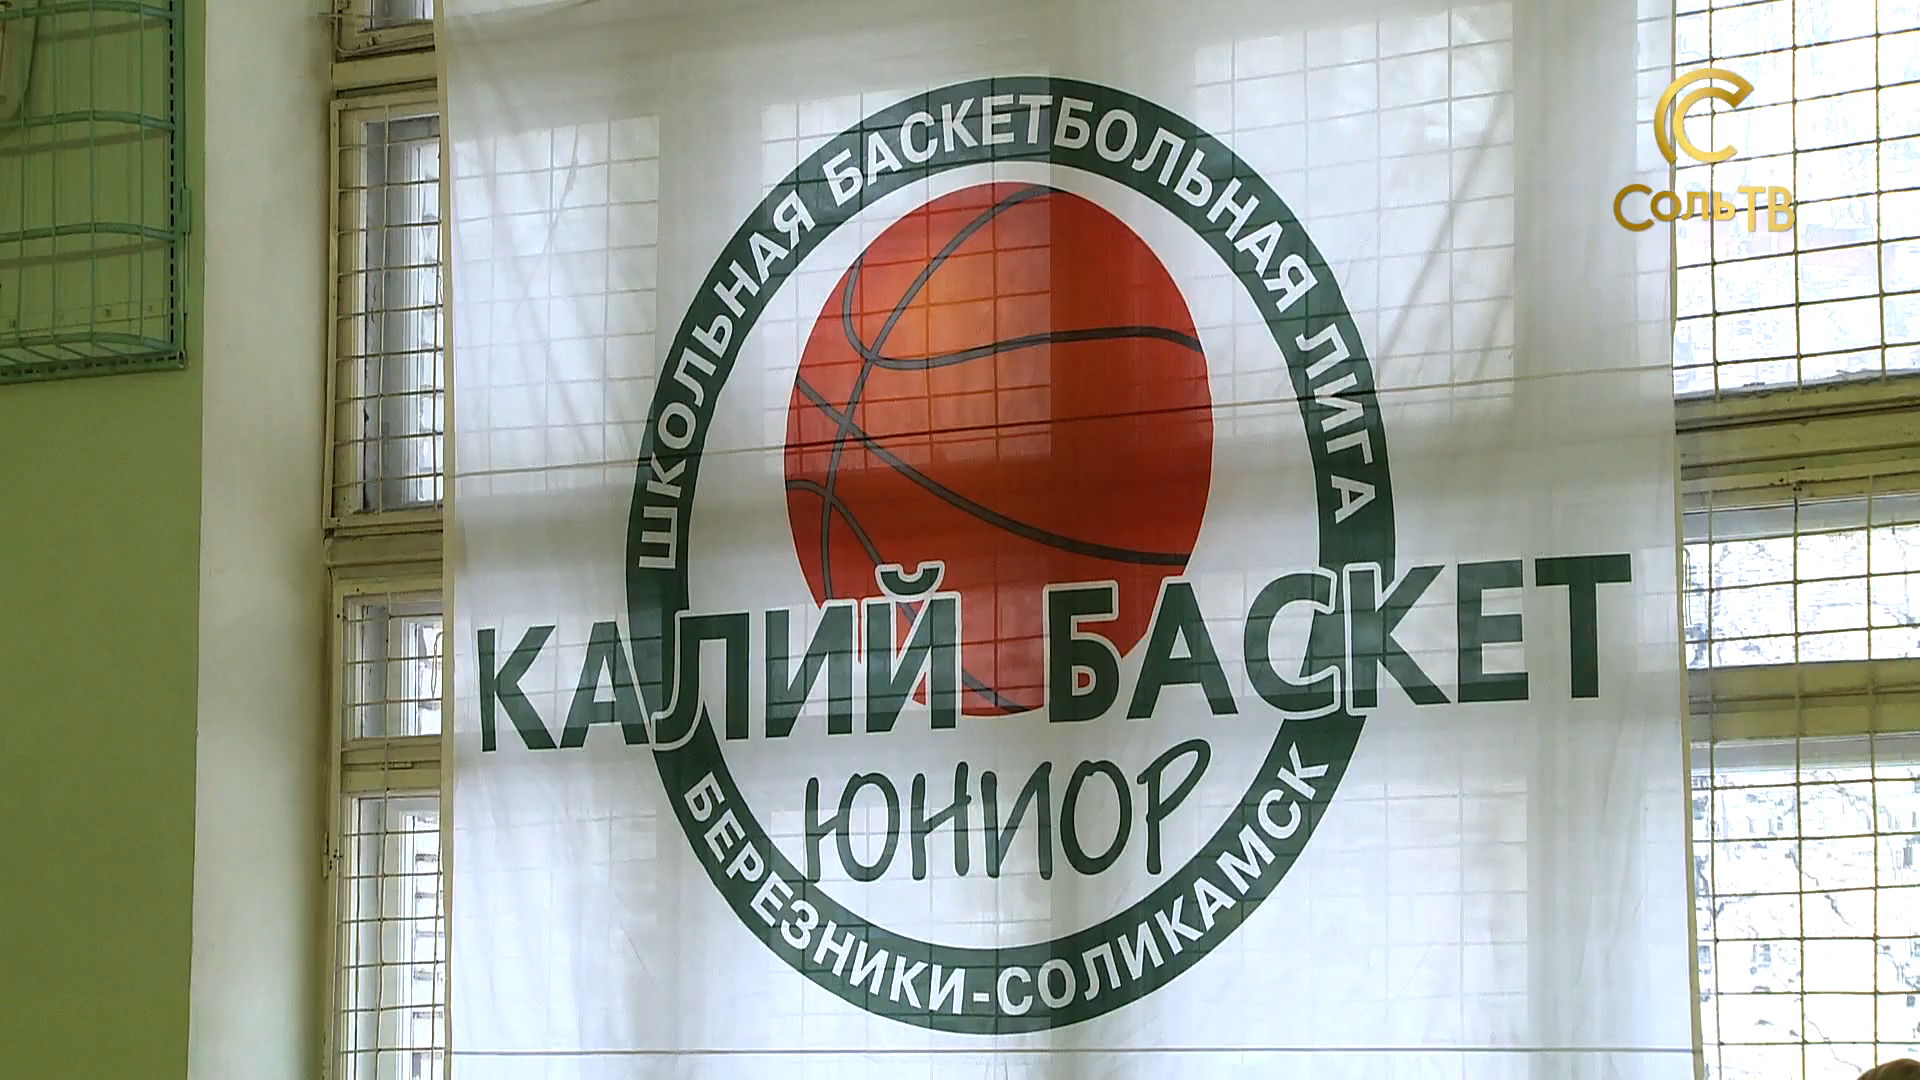 ШКОЛЬНАЯ БАСКЕТБОЛЬНАЯ ЛИГА
КАЛИЙ БАСКЕТ
ЮНИОР
БЕРЕЗНИКИ-СОЛИКАМСК
СольТВ